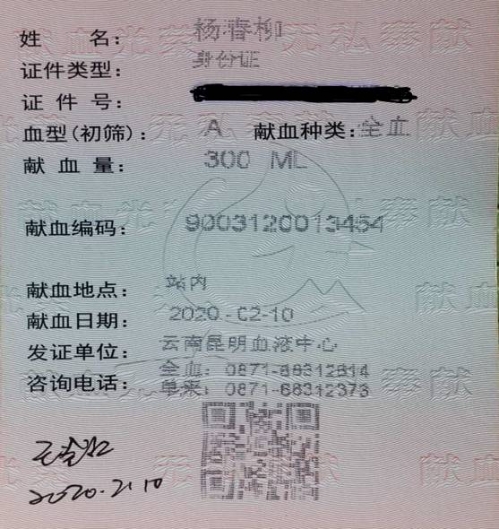 姓 名： 杨春柳
证件类型： 身份证
证 件 号：
血型(初筛)： A 献血种类：全血
献 血 量： 300 ML
献血编码： 9003120013454
献血地点： 站内
献血日期： 2020-02-10
发证单位： 云南昆明血液中心
咨询电话： 全血：0871-68312814
单采：0871-68312373
2020.2.10